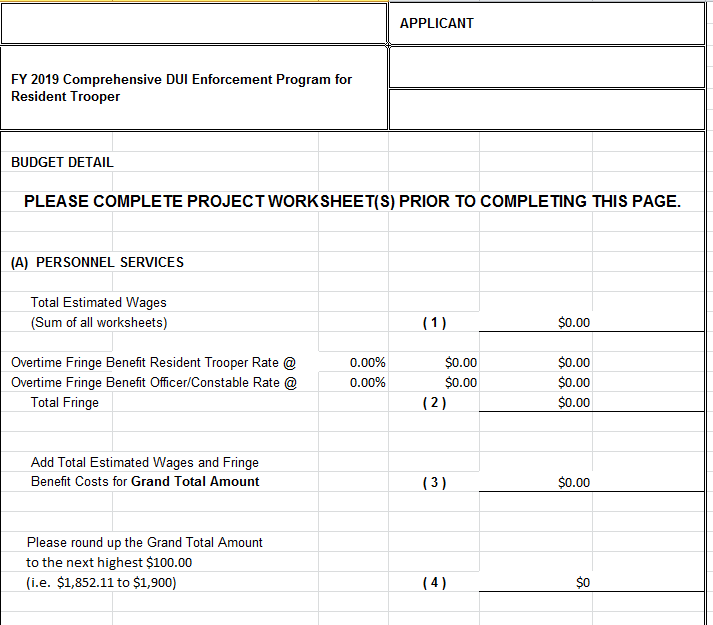 APPLICANT
FY 2019 Comprehensive DUI Enforcement Program for
Resident Trooper
BUDGET DETAIL
PLEASE COMPLETE PROJECT WORKSHEET(S) PRIOR TO COMPLETING THIS PAGE.
(A) PERSONNEL SERVICES
Total Estimated Wages
(Sum of all worksheets) (1) $0.00
Overtime Fringe Benefit Resident Trooper Rate @ 0.00% $0.00 $0.00
Overtime Fringe Benefit Officer/Constable Rate @ 0.00% $0.00 $0.00
Total Fringe (2) $0.00
Add Total Estimated Wages and Fringe
Benefit Costs for Grand Total Amount (3) $0.00
Please round up the Grand Total Amount
to the next highest $100.00
(i.e. $1,852.11 to $1,900) (4) $0